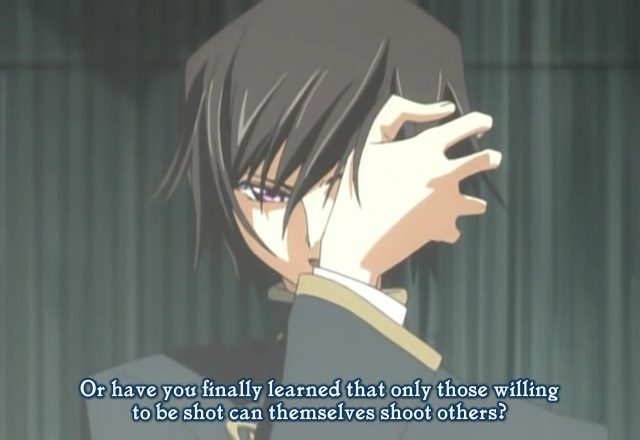 Or have you finally learned that only those willing
to be shot can themselves shoot others?